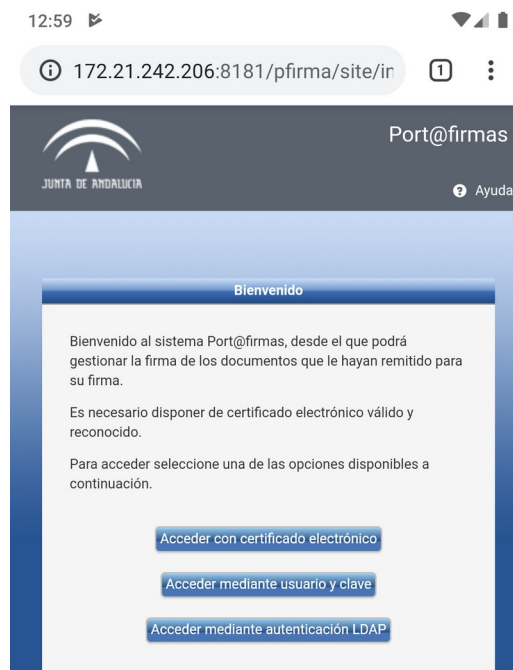 12:59
172.21.242.206:8181/pfirma/site/in
1
Port@firmas
JUNTA DE ANDALUCIA
Ayuda
Bienvenido
Bienvenido al sistema Port@firmas, desde el que podrá
gestionar la firma de los documentos que le hayan remitido para
su firma.
Es necesario disponer de certificado electrónico válido y
reconocido.
Para acceder seleccione una de las opciones disponibles a
continuación.
Acceder con certificado electrónico
Acceder mediante usuario y clave
Acceder mediante autenticación LDAP